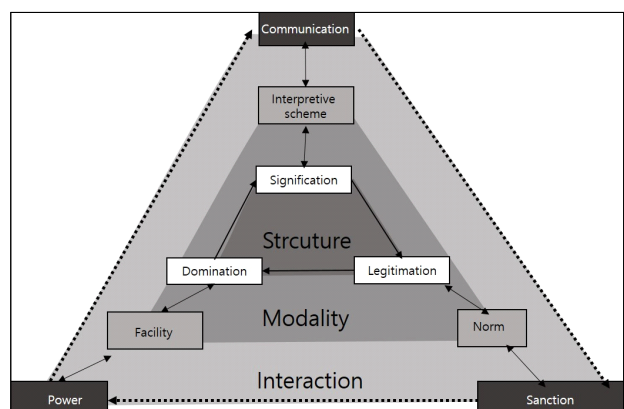 Communication
Interpretive
scheme
Signification
Strcuture
Domination
Legitimation
Facility
Modality
Norm
Interaction
Power
Sanction